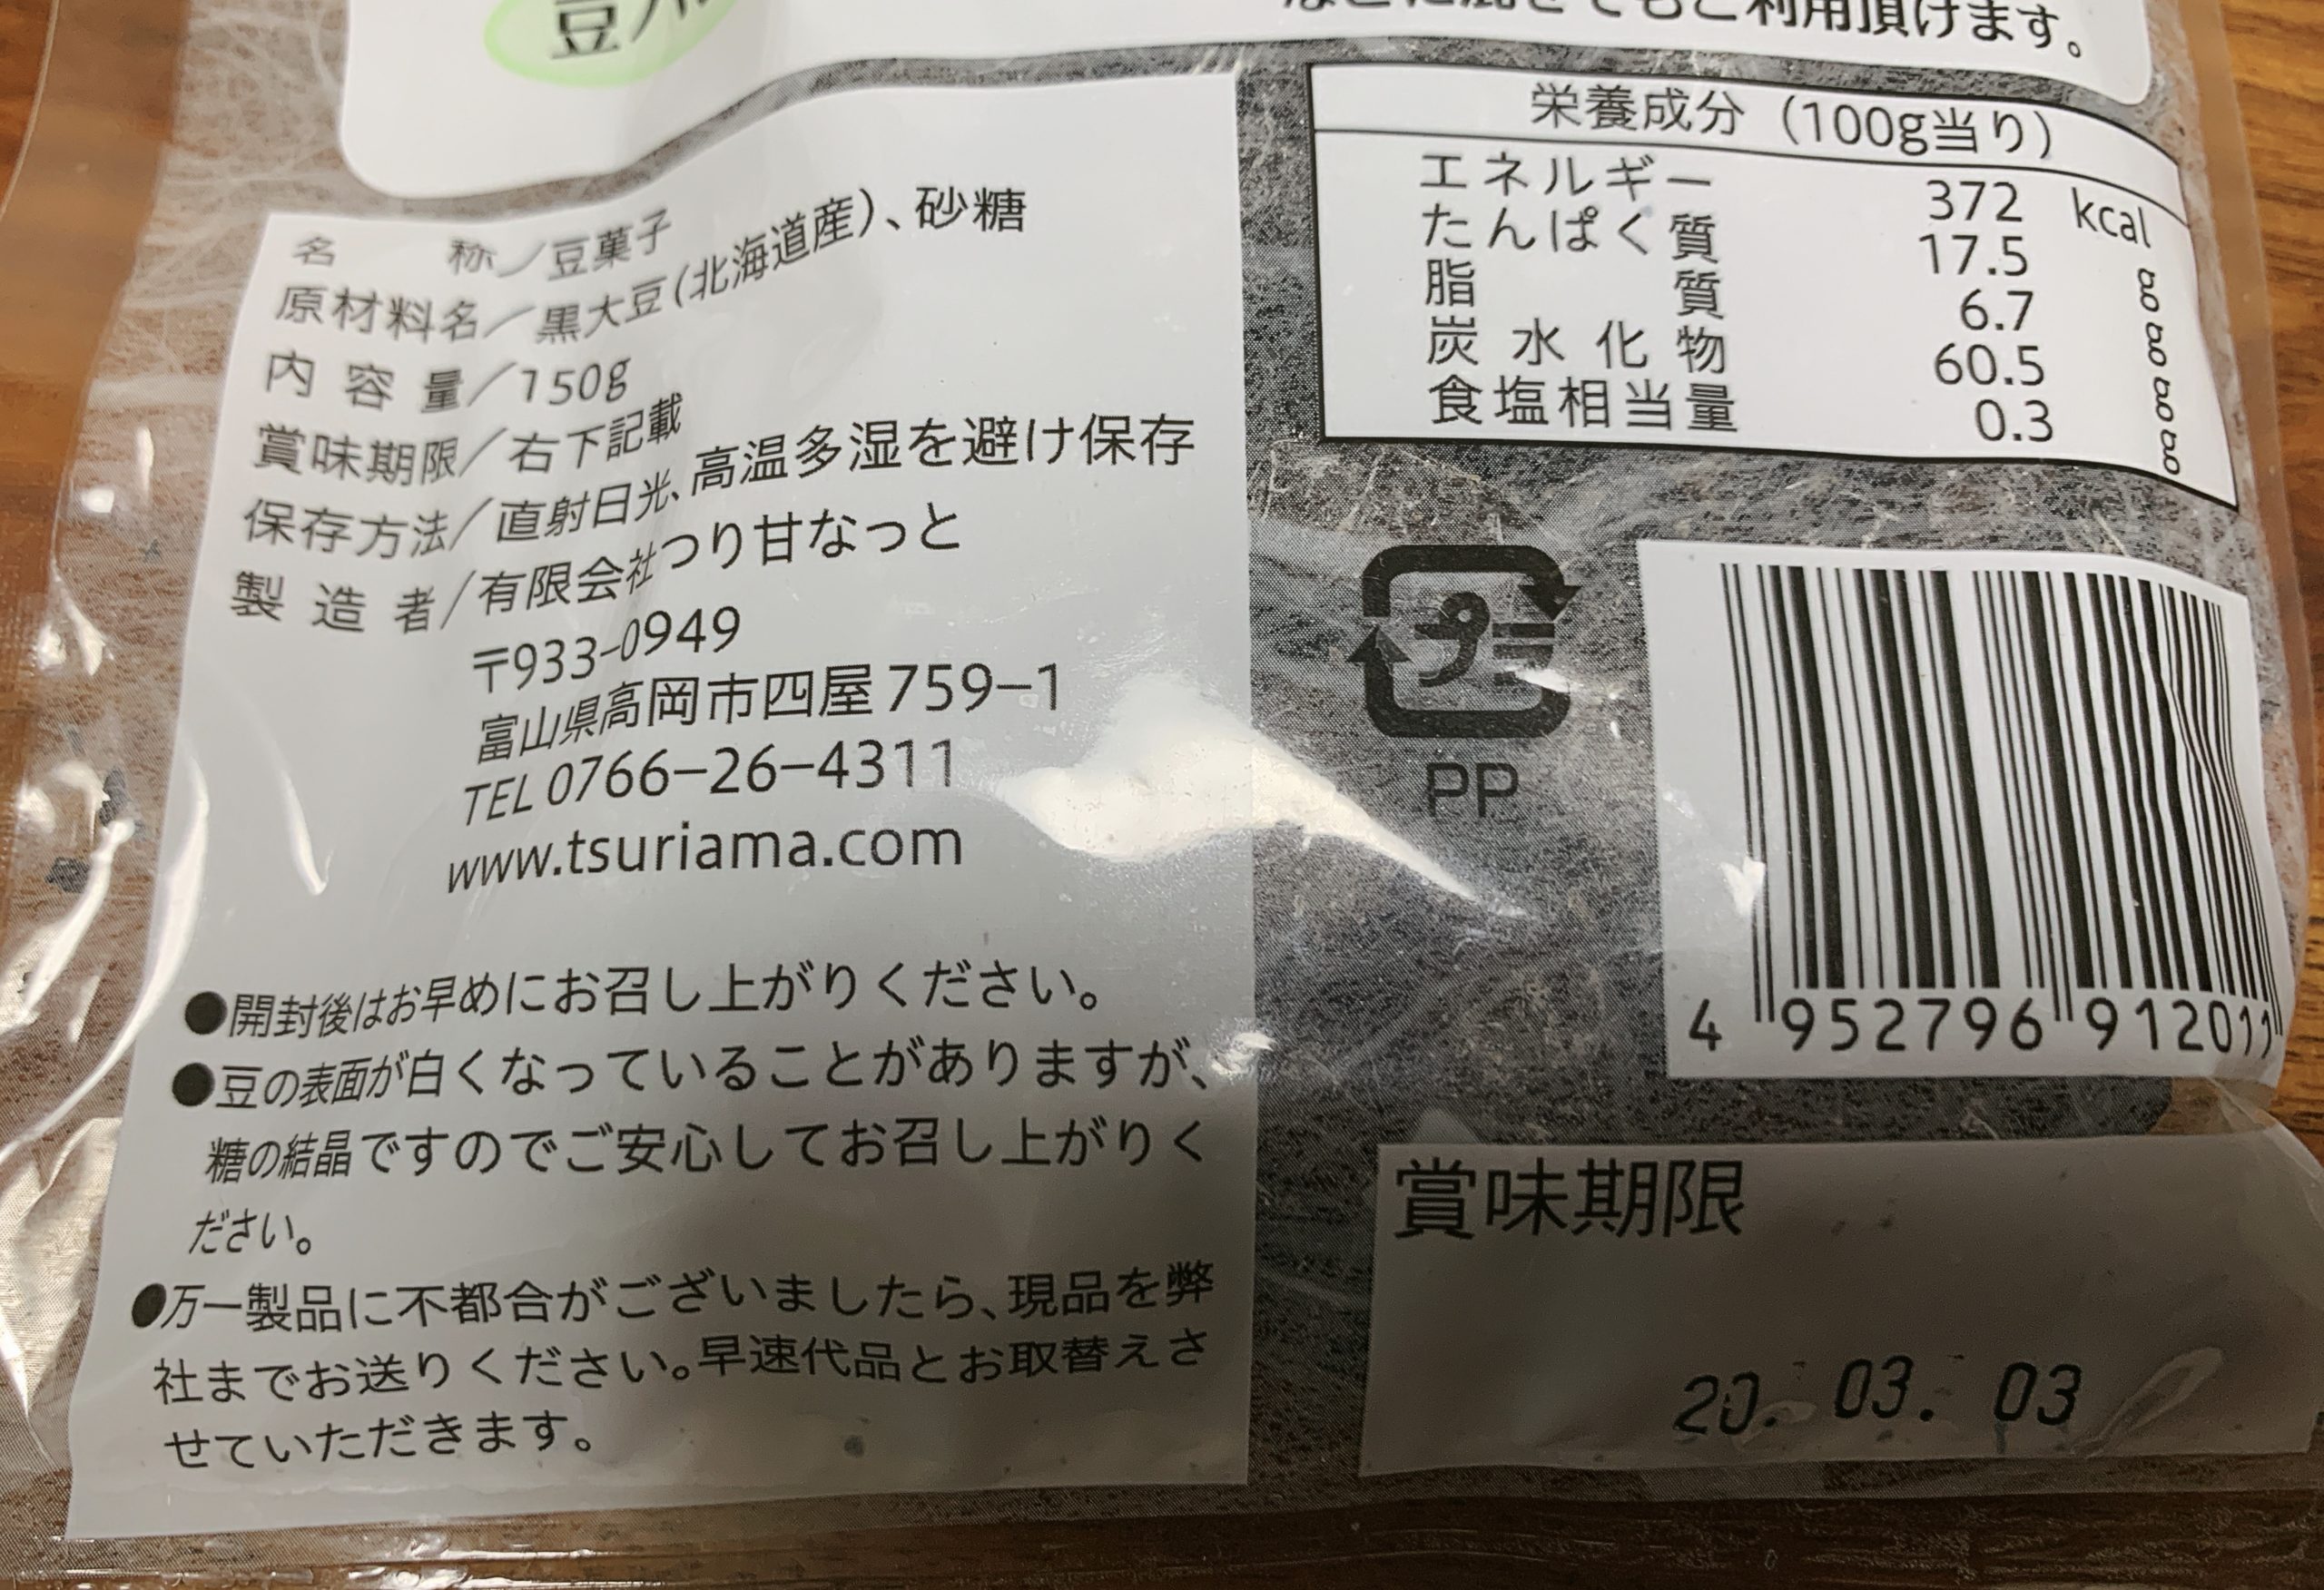 ご利用頂けます。
名称／豆菓子
原材料名／黒大豆(北海道産)、砂糖
内容量／150g
賞味期限／右下記載
保存方法／直射日光、高温多湿を避け保存
製造者／有限会社つり甘なっと
〒933-0949
富山県高岡市四屋759-1
TEL 0766-26-4311
www.tsuriama.com
●開封後はお早めにお召し上がりください。
●豆の表面が白くなっていることがありますが、
糖の結晶ですのでご安心してお召し上がりく
ださい。
●万一製品に不都合がございましたら、現品を弊
社までお送りください。早速代品とお取替えさ
せていただきます。
栄養成分（100g当り）
エネルギー 372 kcal
たんぱく質 17.5 g
脂質 6.7 g
炭水化物 60.5 g
食塩相当量 0.3 g
プラ
PP
4 952796 912011
賞味期限
20. 03. 03